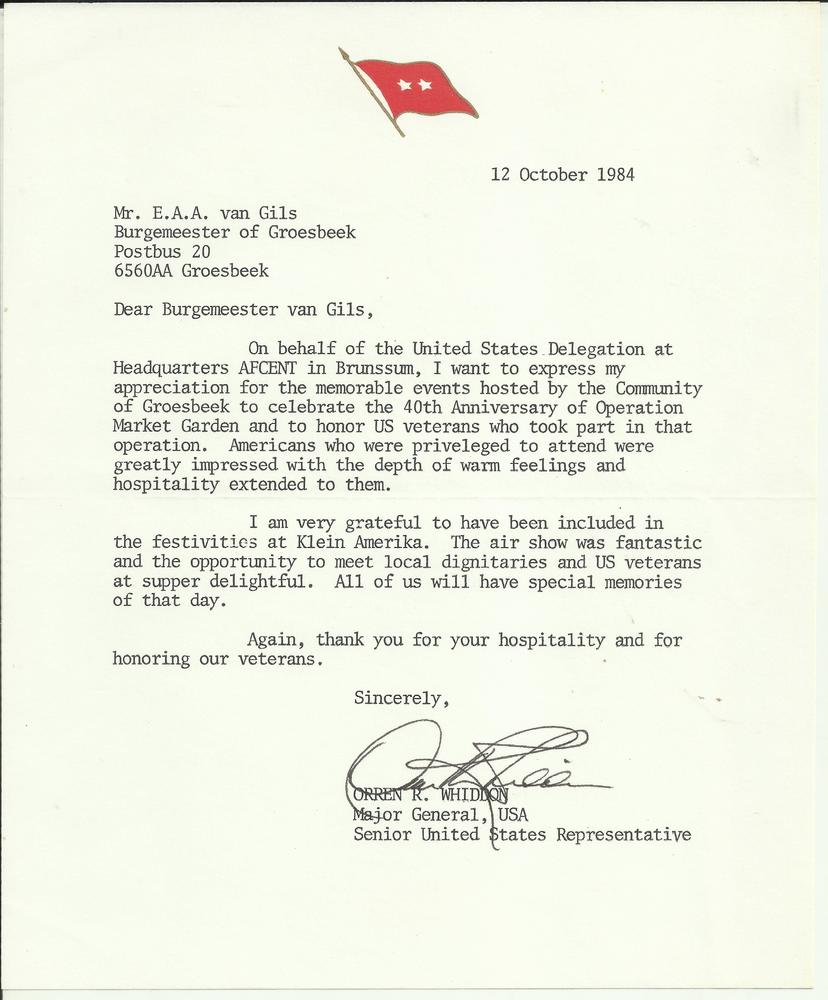 12 October 1984
Mr. E.A.A. van Gils
Burgemeester of Groesbeek
Postbus 20
6560AA Groesbeek
Dear Burgemeester van Gils,
On behalf of the United States Delegation at
Headquarters AFCENT in Brunssum, I want to express my
appreciation for the memorable events hosted by the Community
of Groesbeek to celebrate the 40th Anniversary of Operation
Market Garden and to honor US veterans who took part in that
operation. Americans who were priveleged to attend were
greatly impressed with the depth of warm feelings and
hospitality extended to them.
I am very grateful to have been included in
the festivities at Klein Amerika. The air show was fantastic
and the opportunity to meet local dignitaries and US veterans
at supper delightful. All of us will have special memories
of that day.
Again, thank you for your hospitality and for
honoring our veterans.
Sincerely,
ORREN R. WHIDDON
Major General, USA
Senior United States Representative